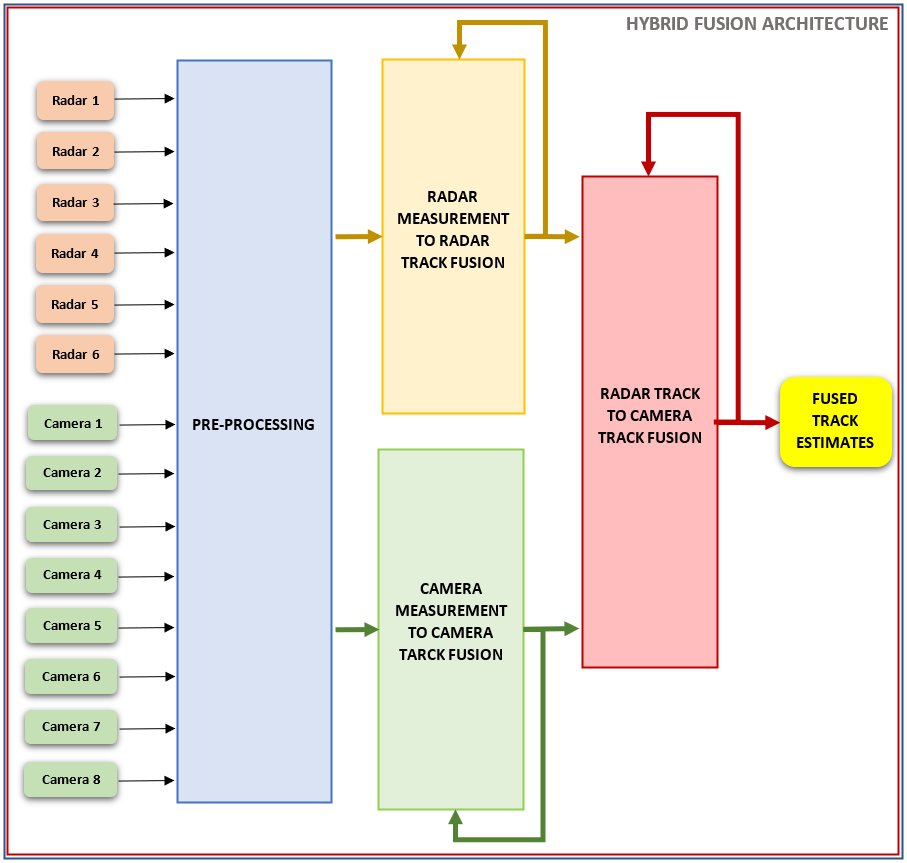 HYBRID FUSION ARCHITECTURE
Radar 1
Radar 2
Radar 3
Radar 4
Radar 5
Radar 6
Camera 1
Camera 2
Camera 3
Camera 4
Camera 5
Camera 6
Camera 7
Camera 8
PRE-PROCESSING
RADAR
MEASUREMENT
TO RADAR
TRACK FUSION
CAMERA
MEASUREMENT
TO CAMERA
TARCK FUSION
RADAR TRACK
TO CAMERA
TRACK FUSION
FUSED
TRACK
ESTIMATES